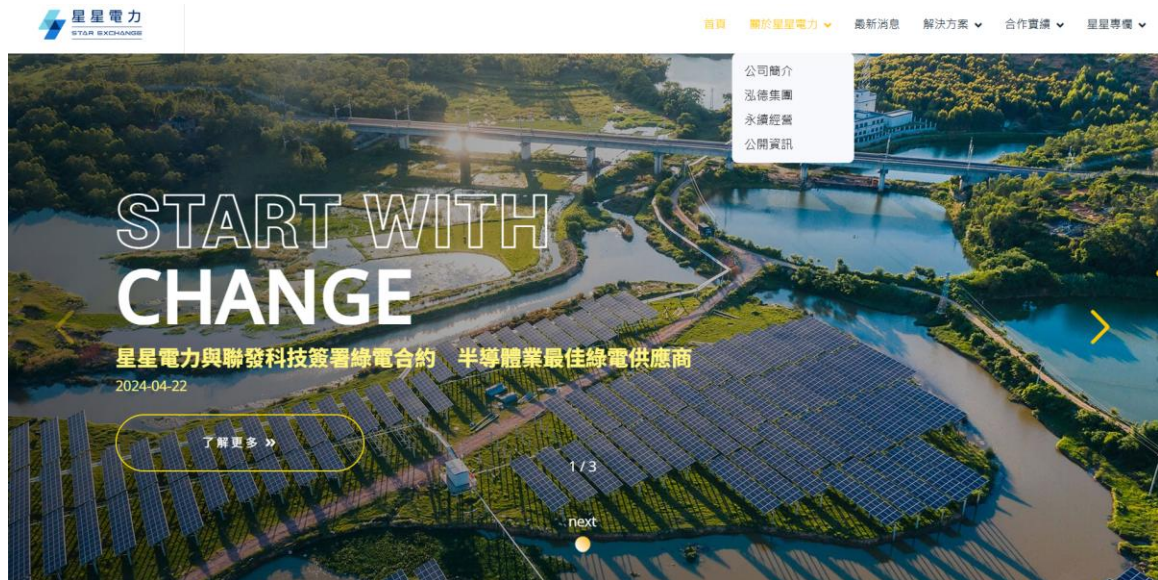 星星電力
STAR EXCHANGE
首頁 關於星星電力 最新消息 解決方案 合作實績 星星專欄
公司簡介
泓德集團
永續經營
公開資訊
START WITH
CHANGE
星星電力與聯發科技簽署綠電合約 半導體業最佳綠電供應商
2024-04-22
了解更多 »
1 / 3
next